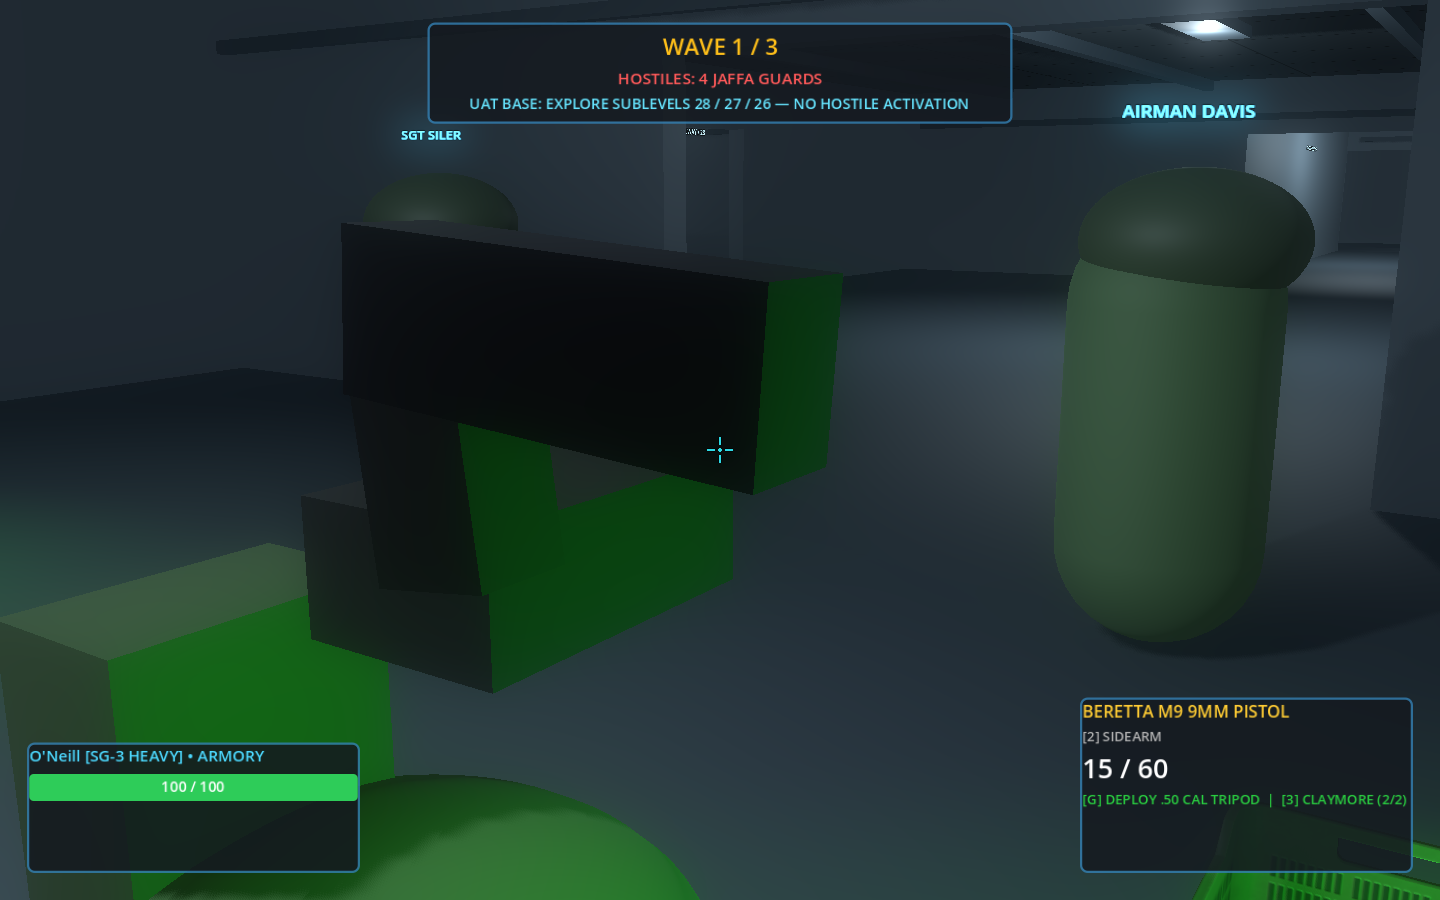 WAVE 1 / 3
HOSTILES: 4 JAFFA GUARDS
UAT BASE: EXPLORE SUBLEVELS 28 / 27 / 26 — NO HOSTILE ACTIVATION
SGT SILER
AIRMAN DAVIS
O'Neill [SG-3 HEAVY] • ARMORY
100 / 100
BERETTA M9 9MM PISTOL
[2] SIDEARM
15 / 60
[G] DEPLOY .50 CAL TRIPOD | [3] CLAYMORE (2/2)